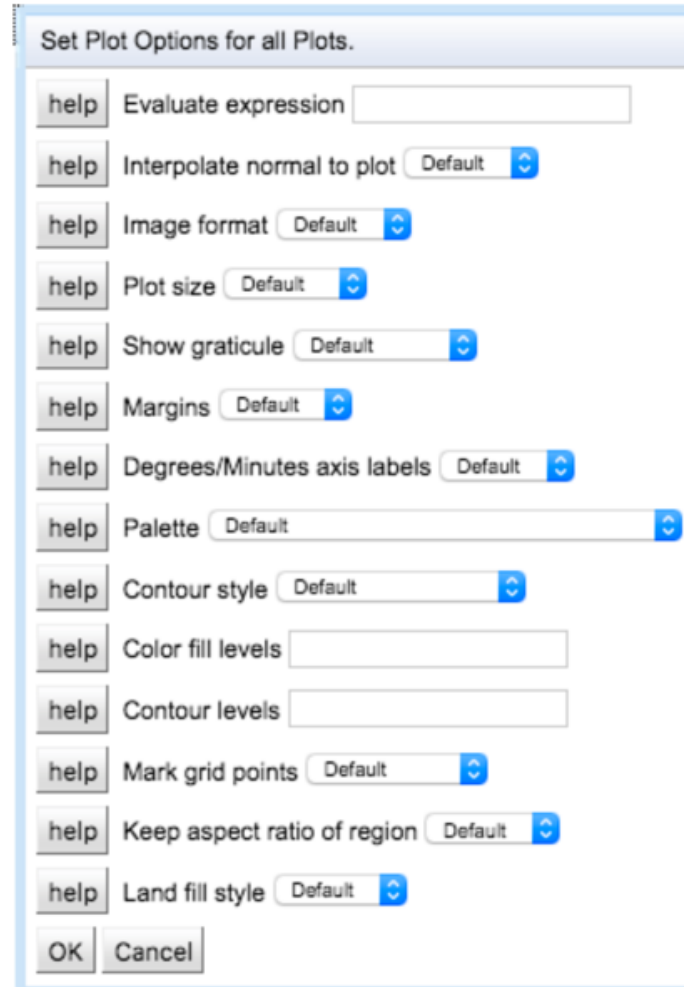 Set Plot Options for all Plots.
help Evaluate expression
help Interpolate normal to plot Default
help Image format Default
help Plot size Default
help Show graticule Default
help Margins Default
help Degrees/Minutes axis labels Default
help Palette Default
help Contour style Default
help Color fill levels
help Contour levels
help Mark grid points Default
help Keep aspect ratio of region Default
help Land fill style Default
OK Cancel